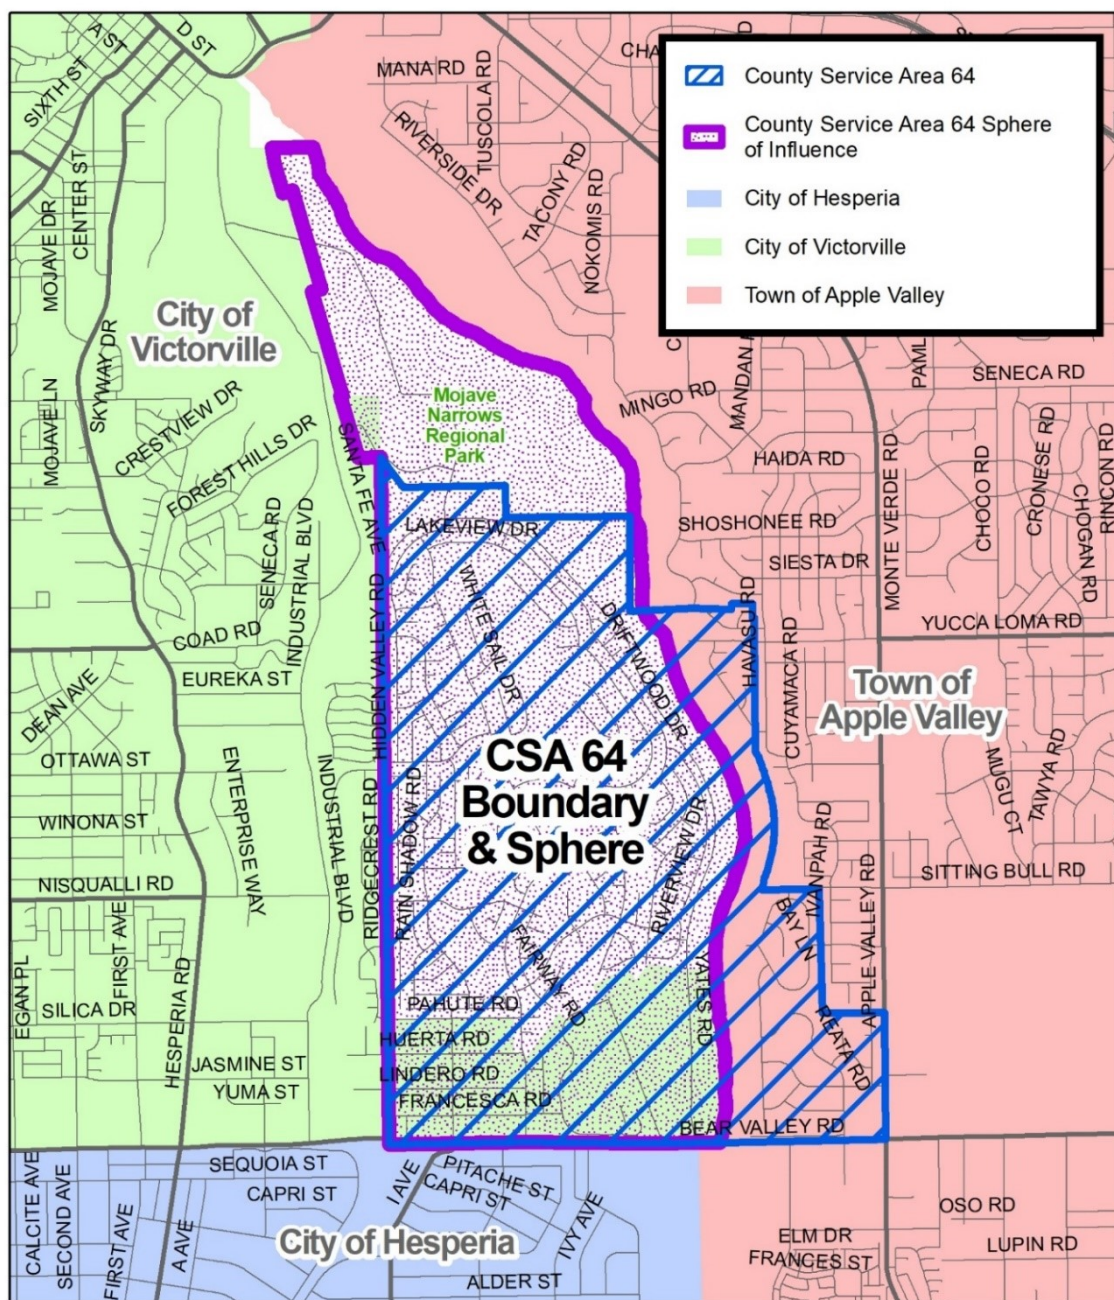 A ST
D ST
SIXTH ST
CENTER ST
MOJAVE DR
SKYWAY DR
MOJAVE LN
MANA RD
TUSCOLA RD
RIVERSIDE DR
TACONY RD
NOKOMIS RD
County Service Area 64
County Service Area 64 Sphere
of Influence
City of Hesperia
City of Victorville
Town of Apple Valley
City of
Victorville
CRESTVIEW DR
FOREST HILLS DR
SANTA FE AVE
Mojave
Narrows
Regional
Park
MINGO RD
SENECA RD
HAIDA RD
MONTE VERDE RD
CHOCO RD
CRONESE RD
CHOGAN RD
SHOSHONEE RD
SIESTA DR
LAKEVIEW DR
SENECA RD
INDUSTRIAL BLVD
HIDDEN VALLEY RD
WHITE SAIL DR
DRIFTWOOD DR
HAVASU RD
CUYAMACA RD
YUCCA LOMA RD
COAD RD
EUREKA ST
DEAN AVE
OTTAWA ST
Town of
Apple Valley
MUGU CT
TAWYA RD
ENTERPRISE WAY
INDUSTRIAL BLVD
RIDGECREST RD
RAIN SHADOW RD
CSA 64
Boundary
& Sphere
RIVERVIEW DR
WINONA ST
NISQUALLI RD
IVANPAH RD
SITTING BULL RD
BAY LN
APPLE VALLEY RD
FIRST AVE
EGAN PL
SILICA DR
HESPERIA RD
FAIRWAY RD
YATES RD
PAHUTE RD
HUERTA RD
REATA RD
JASMINE ST
YUMA ST
LINDERO RD
FRANCESCA RD
BEAR VALLEY RD
CALCITE AVE
SECOND AVE
FIRST AVE
A AVE
SEQUOIA ST
CAPRI ST
I AVE
PITACHE ST
CAPRI ST
IVY AVE
City of Hesperia
ALDER ST
OSO RD
ELM DR
FRANCES ST
LUPIN RD